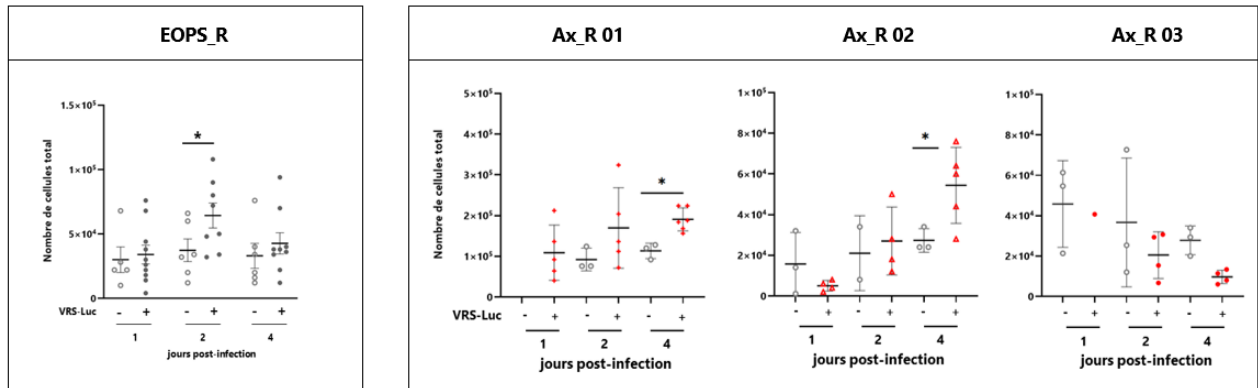 EOPS_R
Nombre de cellules total
1.5×10⁵
1×10⁵
5×10⁴
0
*
VRS-Luc - + - + - +
1 2 4
jours post-infection
Ax_R 01
Nombre de cellules total
5×10⁵
4×10⁵
3×10⁵
2×10⁵
1×10⁵
0
*
VRS-Luc - + - + - +
1 2 4
jours post-infection
Ax_R 02
1×10⁵
8×10⁴
6×10⁴
4×10⁴
2×10⁴
0
*
- + - + - +
1 2 4
jours post-infection
Ax_R 03
1×10⁵
8×10⁴
6×10⁴
4×10⁴
2×10⁴
0
- + - + - +
1 2 4
jours post-infection